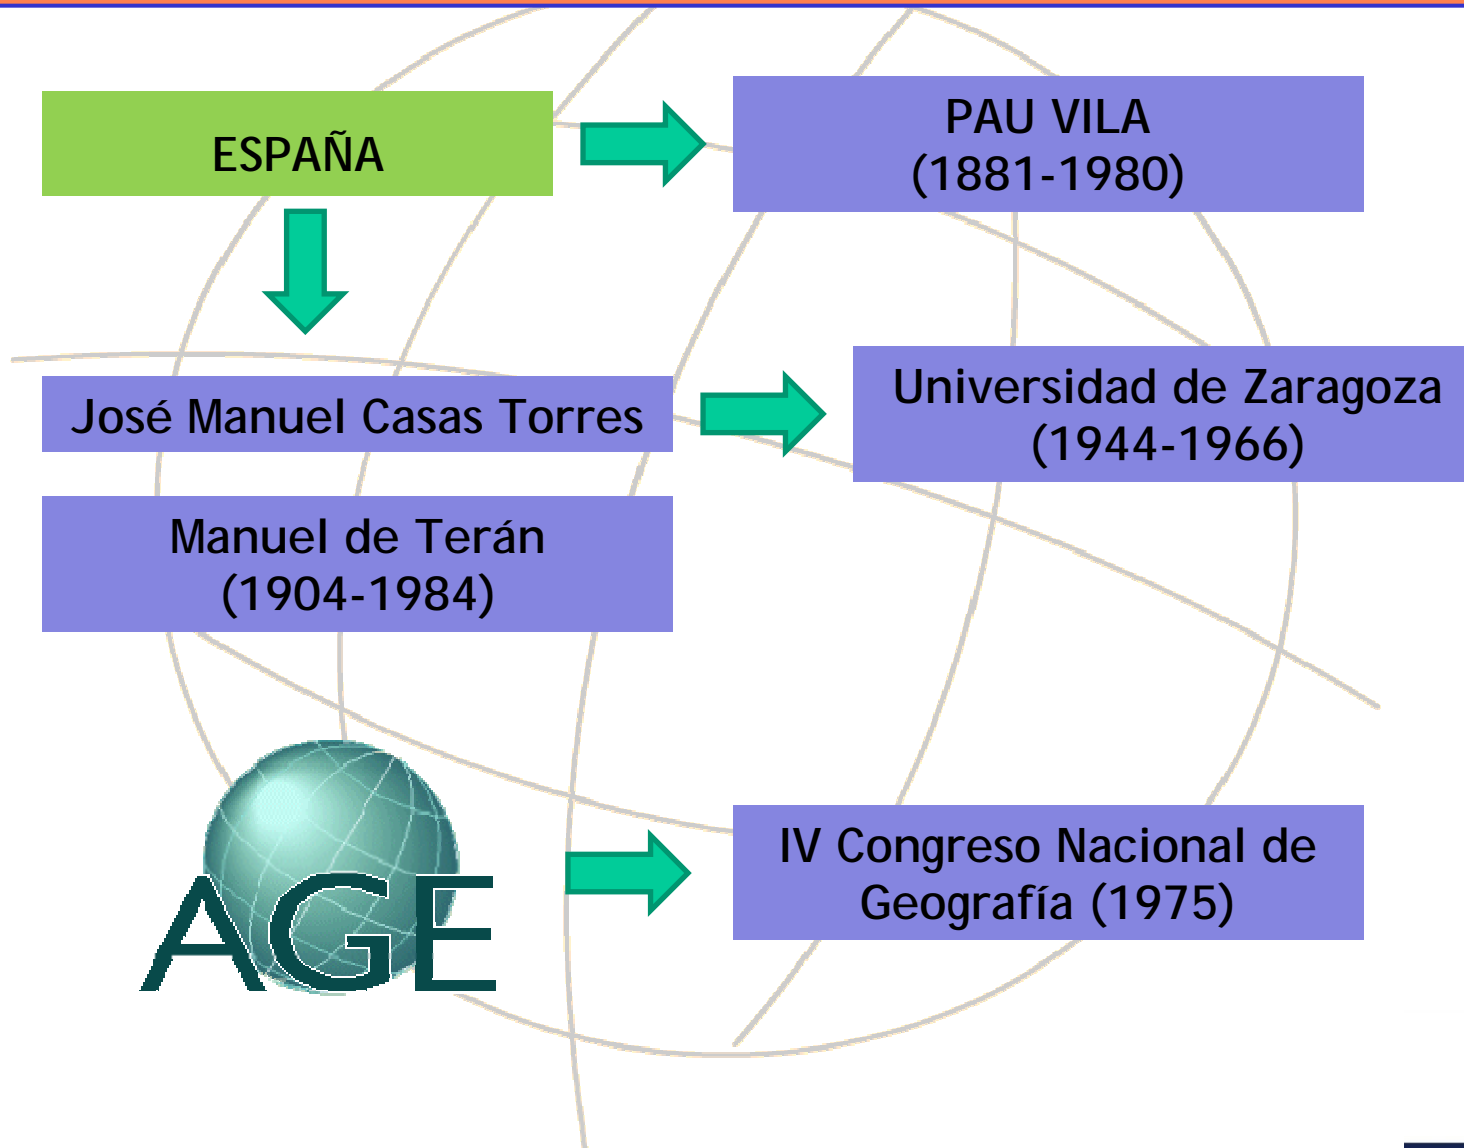 ESPAÑA
PAU VILA
(1881-1980)
José Manuel Casas Torres
Universidad de Zaragoza
(1944-1966)
Manuel de Terán
(1904-1984)
AGE
IV Congreso Nacional de
Geografía (1975)